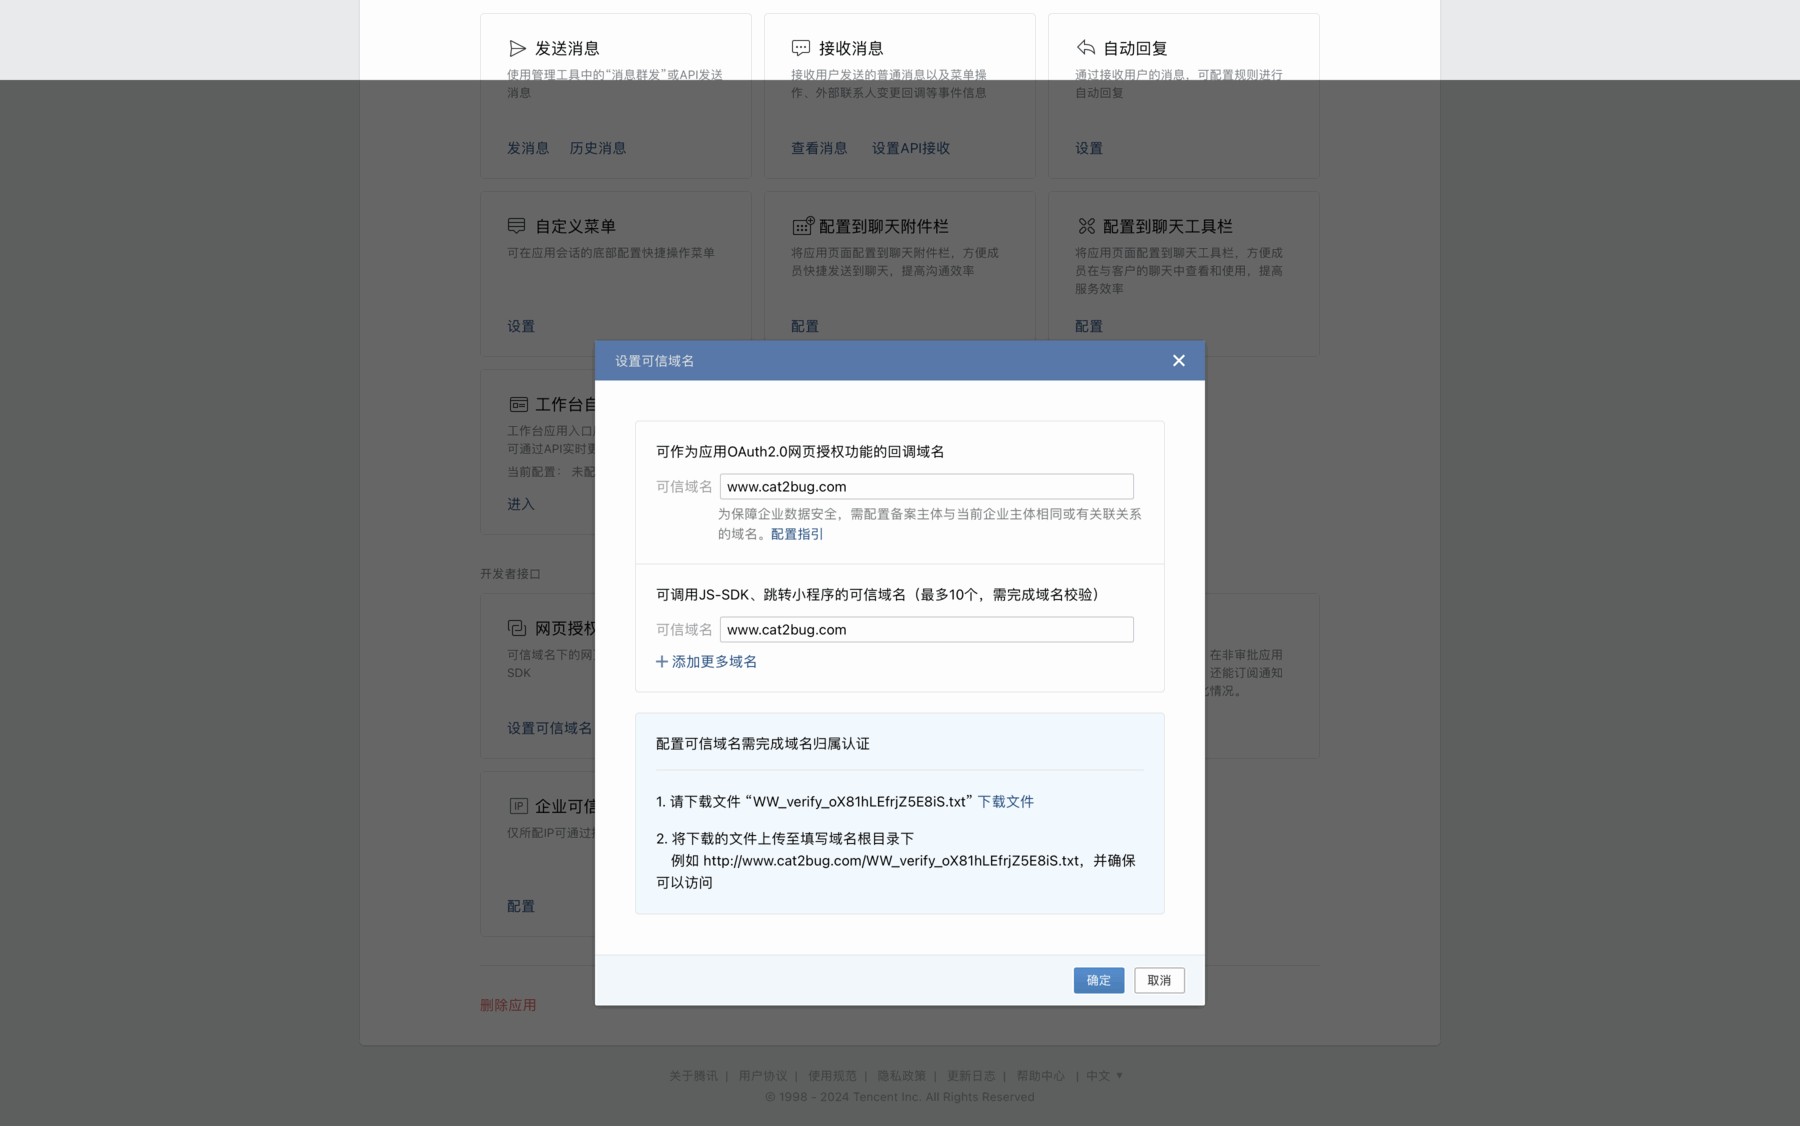 发送消息
使用管理工具中的“消息群发”或API发送
消息
发消息 历史消息
接收消息
接收用户发送的普通消息以及菜单操
作、外部联系人变更回调等事件信息
查看消息 设置API接收
自动回复
通过接收用户的消息，可配置规则进行
自动回复
设置
自定义菜单
可在应用会话的底部配置快捷操作菜单
设置
配置到聊天附件栏
将应用页面配置到聊天附件栏，方便成
员快捷发送到聊天，提高沟通效率
配置
配置到聊天工具栏
将应用页面配置到聊天工具栏，方便成
员在与客户的聊天中查看和使用，提高
服务效率
配置
工作台自
工作台应用入口
可通过API实时
当前配置： 未配
进入
开发者接口
网页授权
可信域名下的网
SDK
设置可信域名
在非审批应用
还能订阅通知
情况。
IP 企业可信
仅所配IP可通过
配置
删除应用
设置可信域名
可作为应用OAuth2.0网页授权功能的回调域名
可信域名 www.cat2bug.com
为保障企业数据安全，需配置备案主体与当前企业主体相同或有关联关系
的域名。配置指引
可调用JS-SDK、跳转小程序的可信域名（最多10个，需完成域名校验）
可信域名 www.cat2bug.com
添加更多域名
配置可信域名需完成域名归属认证
1. 请下载文件 “WW_verify_oX81hLEfrjZ5E8iS.txt” 下载文件
2. 将下载的文件上传至填写域名根目录下
例如 http://www.cat2bug.com/WW_verify_oX81hLEfrjZ5E8iS.txt，并确保
可以访问
确定 取消
关于腾讯 | 用户协议 | 使用规范 | 隐私政策 | 更新日志 | 帮助中心 | 中文
© 1998 - 2024 Tencent Inc. All Rights Reserved